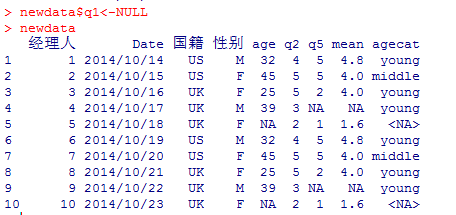 > newdata$q1<-NULL
> newdata
经理人 Date 国籍 性别 age q2 q5 mean agecat
1 1 2014/10/14 US M 32 4 5 4.8 young
2 2 2014/10/15 US F 45 5 5 4.0 middle
3 3 2014/10/16 UK F 25 5 2 4.0 young
4 4 2014/10/17 UK M 39 3 NA NA young
5 5 2014/10/18 UK F NA 2 1 1.6 <NA>
6 6 2014/10/19 US M 32 4 5 4.8 young
7 7 2014/10/20 US F 45 5 5 4.0 middle
8 8 2014/10/21 UK F 25 5 2 4.0 young
9 9 2014/10/22 UK M 39 3 NA NA young
10 10 2014/10/23 UK F NA 2 1 1.6 <NA>